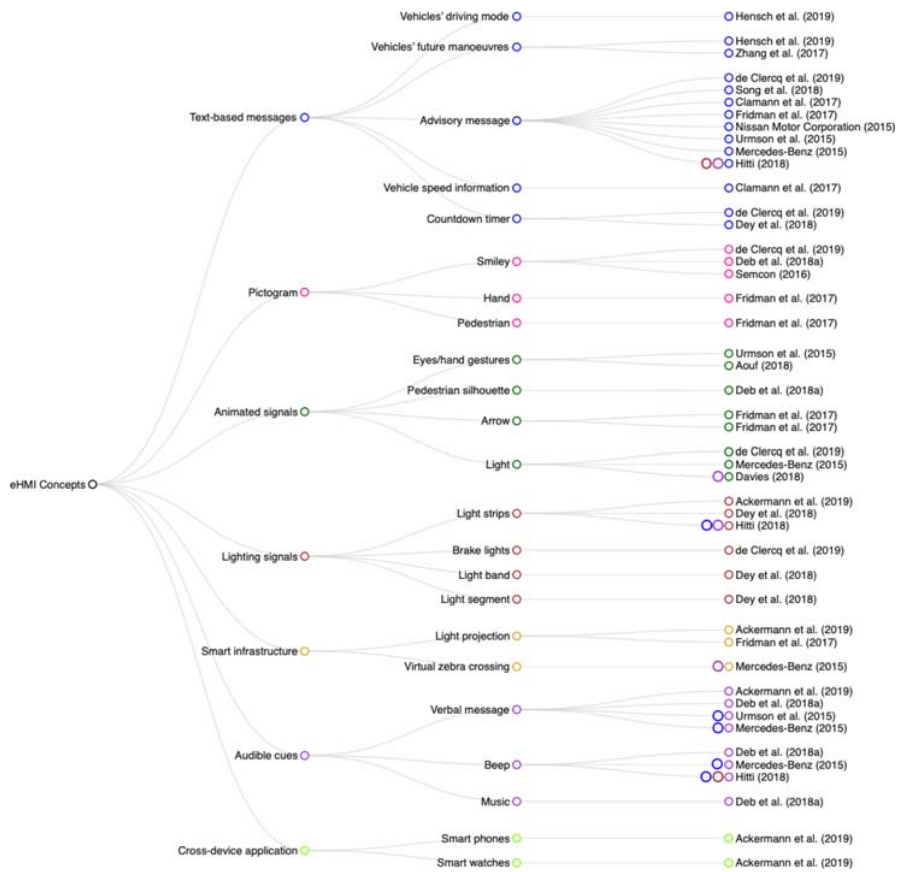 eHMI Concepts
Text-based messages
Vehicles' driving mode
Hensch et al. (2019)
Vehicles' future manoeuvres
Hensch et al. (2019)
Zhang et al. (2017)
Advisory message
de Clercq et al. (2019)
Song et al. (2018)
Clamann et al. (2017)
Fridman et al. (2017)
Nissan Motor Corporation (2015)
Urmson et al. (2015)
Mercedes-Benz (2015)
Hitti (2018)
Vehicle speed information
Clamann et al. (2017)
Countdown timer
de Clercq et al. (2019)
Dey et al. (2018)
Pictogram
Smiley
de Clercq et al. (2019)
Deb et al. (2018a)
Semcon (2016)
Hand
Fridman et al. (2017)
Pedestrian
Fridman et al. (2017)
Animated signals
Eyes/hand gestures
Urmson et al. (2015)
Aouf (2018)
Pedestrian silhouette
Deb et al. (2018a)
Arrow
Fridman et al. (2017)
Fridman et al. (2017)
Light
de Clercq et al. (2019)
Mercedes-Benz (2015)
Davies (2018)
Lighting signals
Light strips
Ackermann et al. (2019)
Dey et al. (2018)
Hitti (2018)
Brake lights
de Clercq et al. (2019)
Light band
Dey et al. (2018)
Light segment
Dey et al. (2018)
Smart infrastructure
Light projection
Ackermann et al. (2019)
Fridman et al. (2017)
Virtual zebra crossing
Mercedes-Benz (2015)
Audible cues
Verbal message
Ackermann et al. (2019)
Deb et al. (2018a)
Urmson et al. (2015)
Mercedes-Benz (2015)
Beep
Deb et al. (2018a)
Mercedes-Benz (2015)
Hitti (2018)
Music
Deb et al. (2018a)
Cross-device application
Smart phones
Ackermann et al. (2019)
Smart watches
Ackermann et al. (2019)